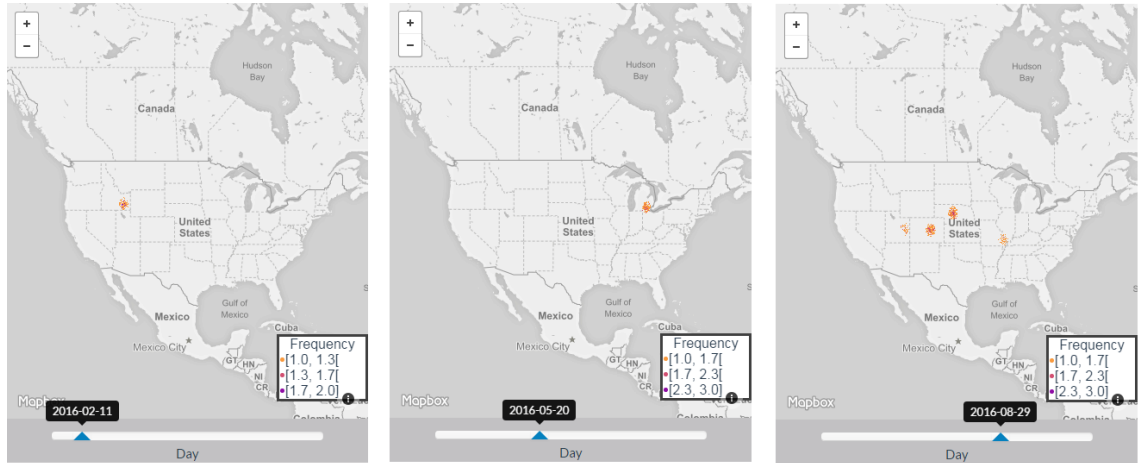 +
−
Hudson
Bay
Canada
United
States
Mexico
Gulf of
Mexico
Cuba
Mexico City
GT
HN
NI
CR
Frequency
[1.0, 1.3[
[1.3, 1.7[
[1.7, 2.0]
Mapbox
i
Colombia
2016-02-11
Day
+
−
Hudson
Bay
Canada
United
States
Mexico
Gulf of
Mexico
Cuba
Mexico City
GT
HN
NI
CR
Frequency
[1.0, 1.7[
[1.7, 2.3[
[2.3, 3.0]
Mapbox
i
Colombia
2016-05-20
Day
+
−
Hudson
Bay
Canada
United
States
Mexico
Gulf of
Mexico
Cuba
Mexico City
GT
HN
NI
CR
Frequency
[1.0, 1.7[
[1.7, 2.3[
[2.3, 3.0]
Mapbox
i
Colombia
2016-08-29
Day